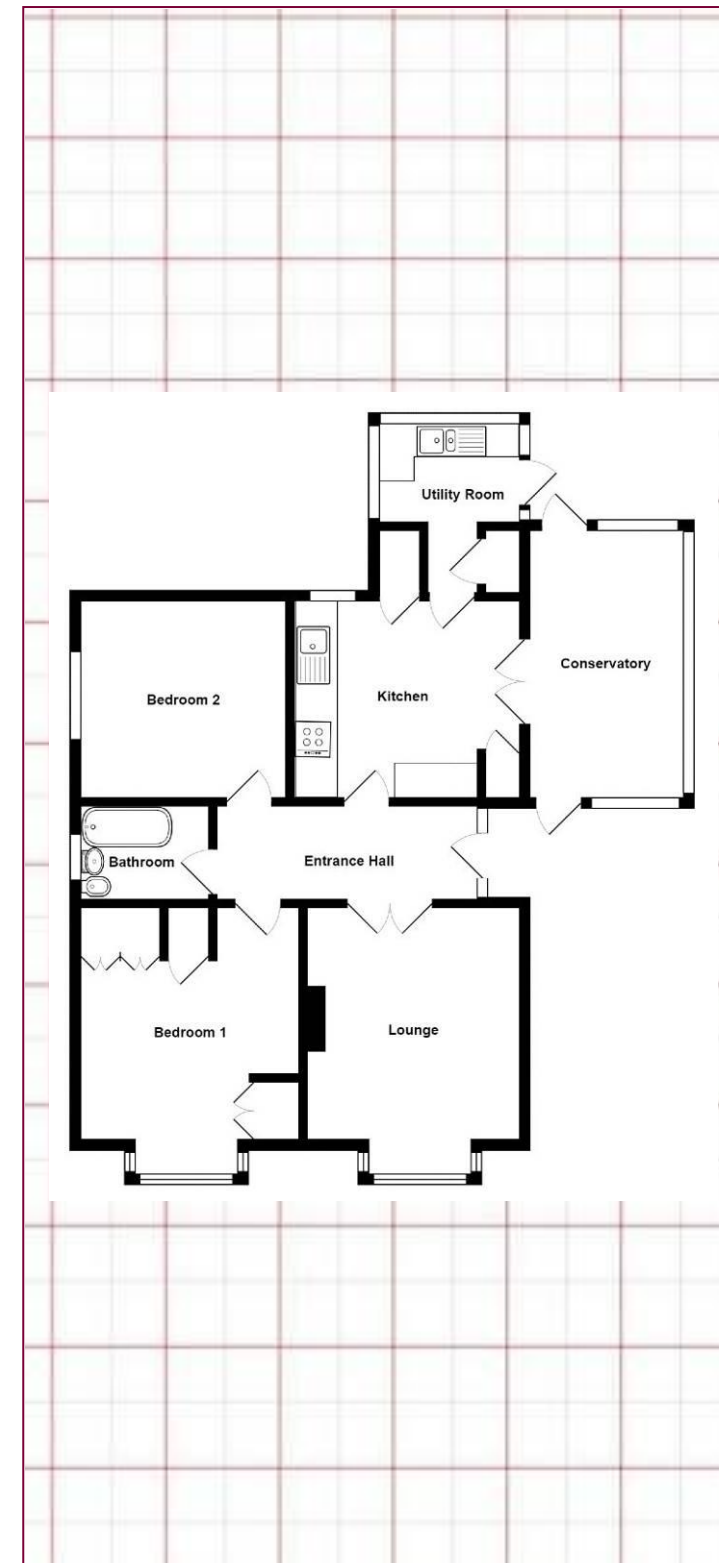 Utility Room
Conservatory
Kitchen
Bedroom 2
Bathroom
Entrance Hall
Bedroom 1
Lounge